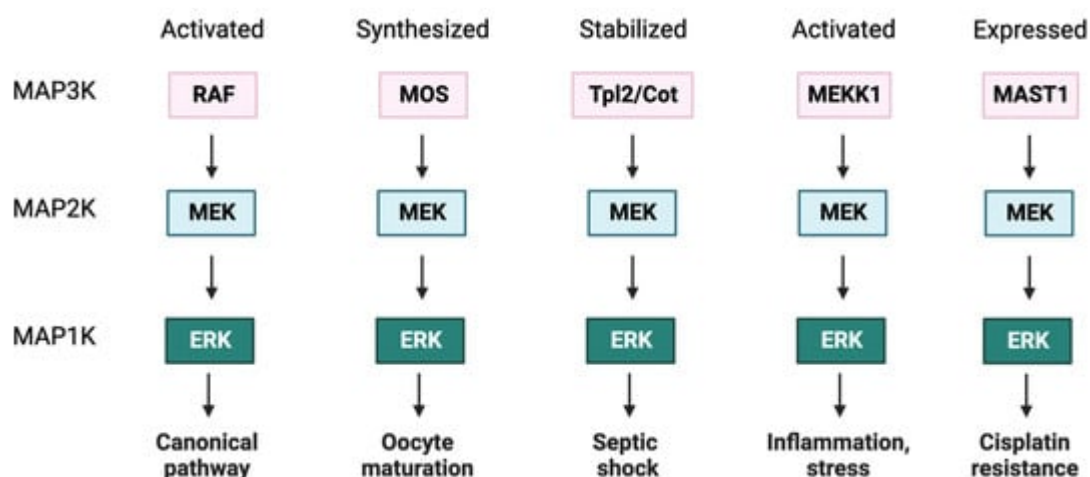 Activated Synthesized Stabilized Activated Expressed
MAP3K RAF MOS Tpl2/Cot MEKK1 MAST1
MAP2K MEK MEK MEK MEK MEK
MAP1K ERK ERK ERK ERK ERK
Canonical Oocyte Septic Inflammation, Cisplatin
pathway maturation shock stress resistance